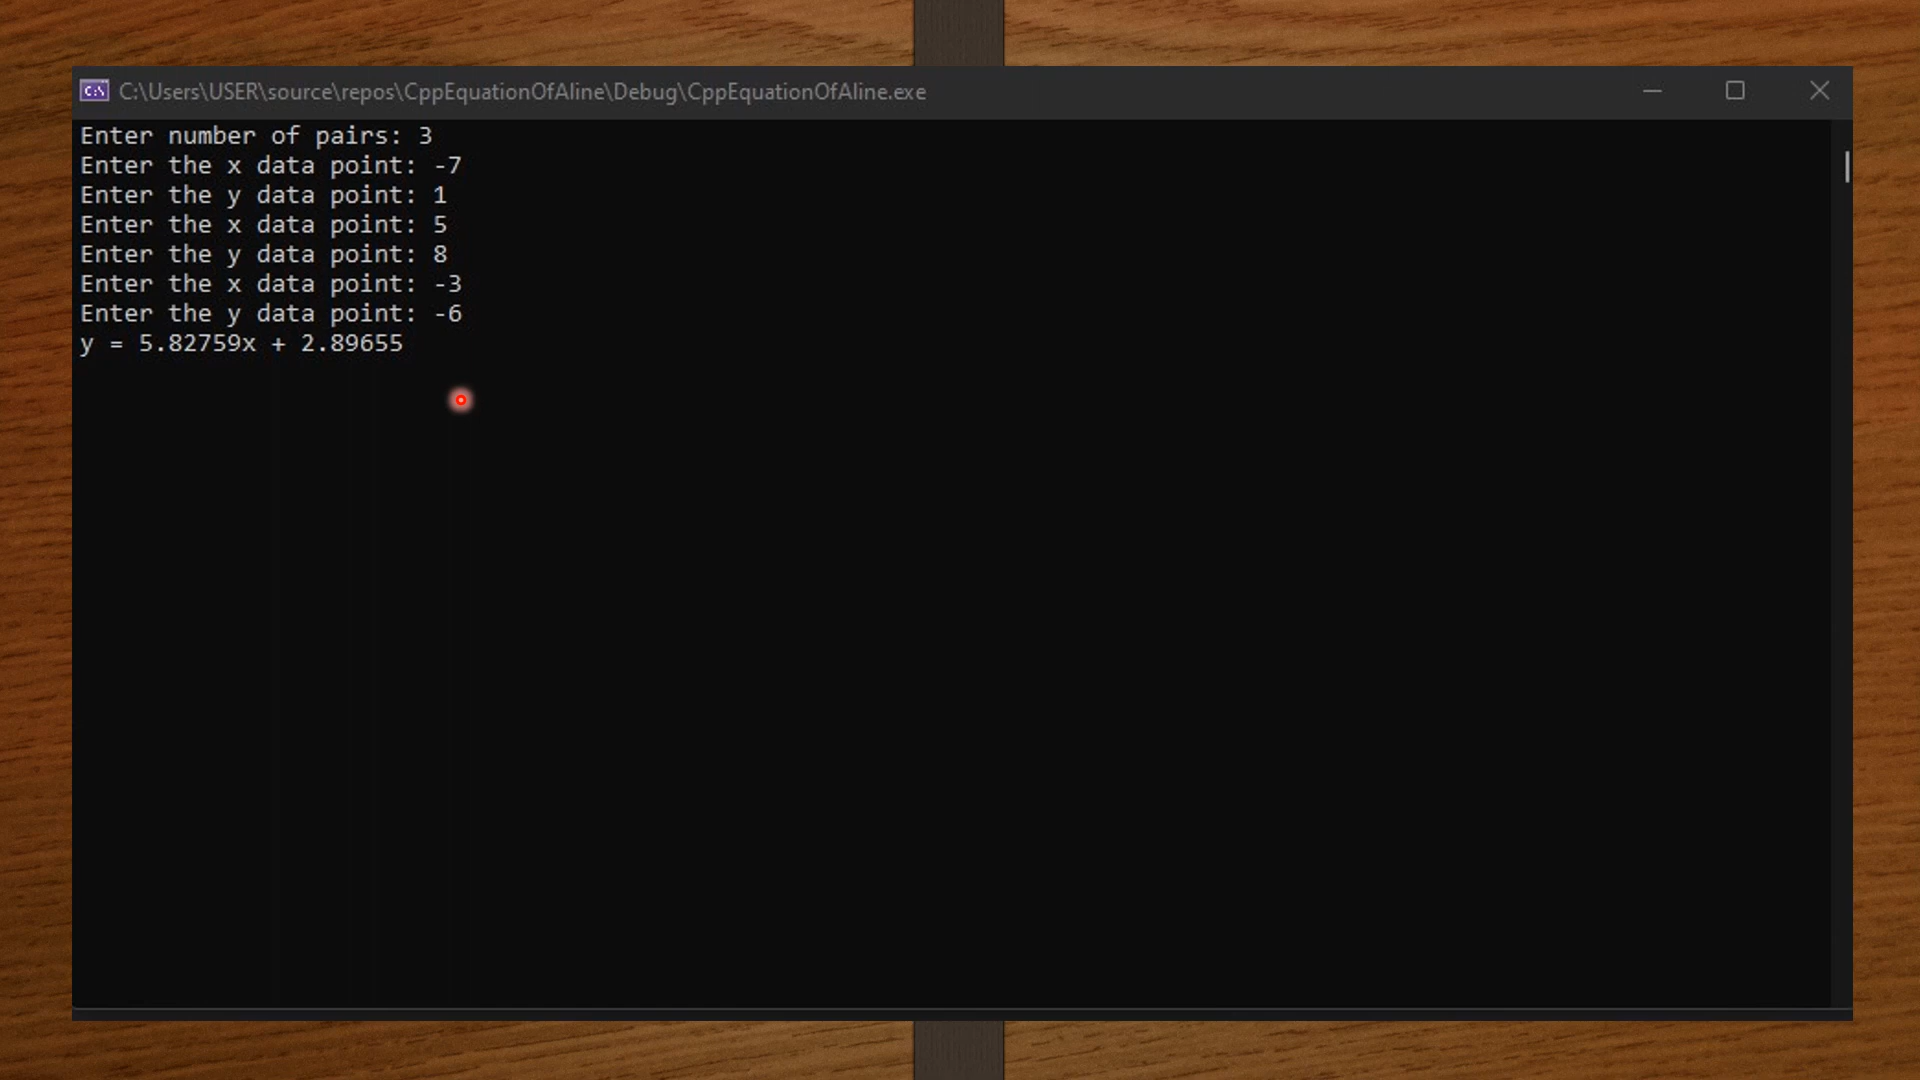 C:\Users\USER\source\repos\CppEquationOfAline\Debug\CppEquationOfAline.exe
Enter number of pairs: 3
Enter the x data point: -7
Enter the y data point: 1
Enter the x data point: 5
Enter the y data point: 8
Enter the x data point: -3
Enter the y data point: -6
y = 5.82759x + 2.89655